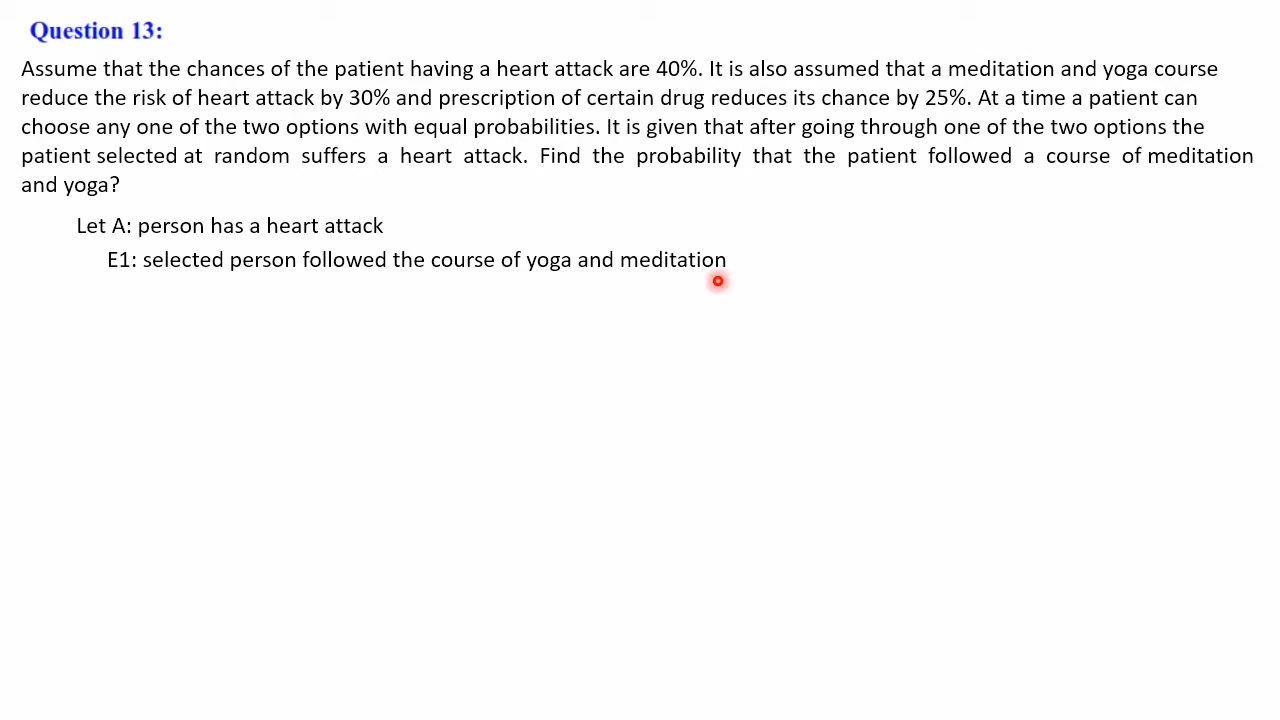 Question 13:
Assume that the chances of the patient having a heart attack are 40%. It is also assumed that a meditation and yoga course
reduce the risk of heart attack by 30% and prescription of certain drug reduces its chance by 25%. At a time a patient can
choose any one of the two options with equal probabilities. It is given that after going through one of the two options the
patient selected at random suffers a heart attack. Find the probability that the patient followed a course of meditation
and yoga?
Let A: person has a heart attack
E1: selected person followed the course of yoga and meditation